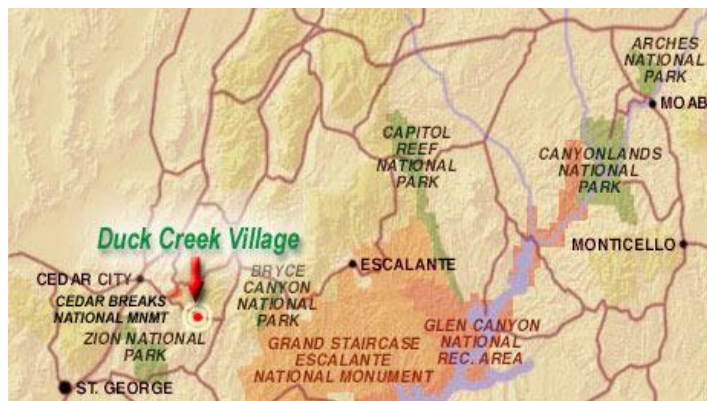 ARCHES
NATIONAL
PARK
MOAB
CAPITOL
REEF
NATIONAL
PARK
CANYONLANDS
NATIONAL
PARK
Duck Creek Village
MONTICELLO
ESCALANTE
CEDAR CITY
BRYCE
CANYON
NATIONAL
PARK
CEDAR BREAKS
NATIONAL MNMT
ZION NATIONAL
PARK
GLEN CANYON
NATIONAL
REC. AREA
GRAND STAIRCASE
ESCALANTE
NATIONAL MONUMENT
ST. GEORGE